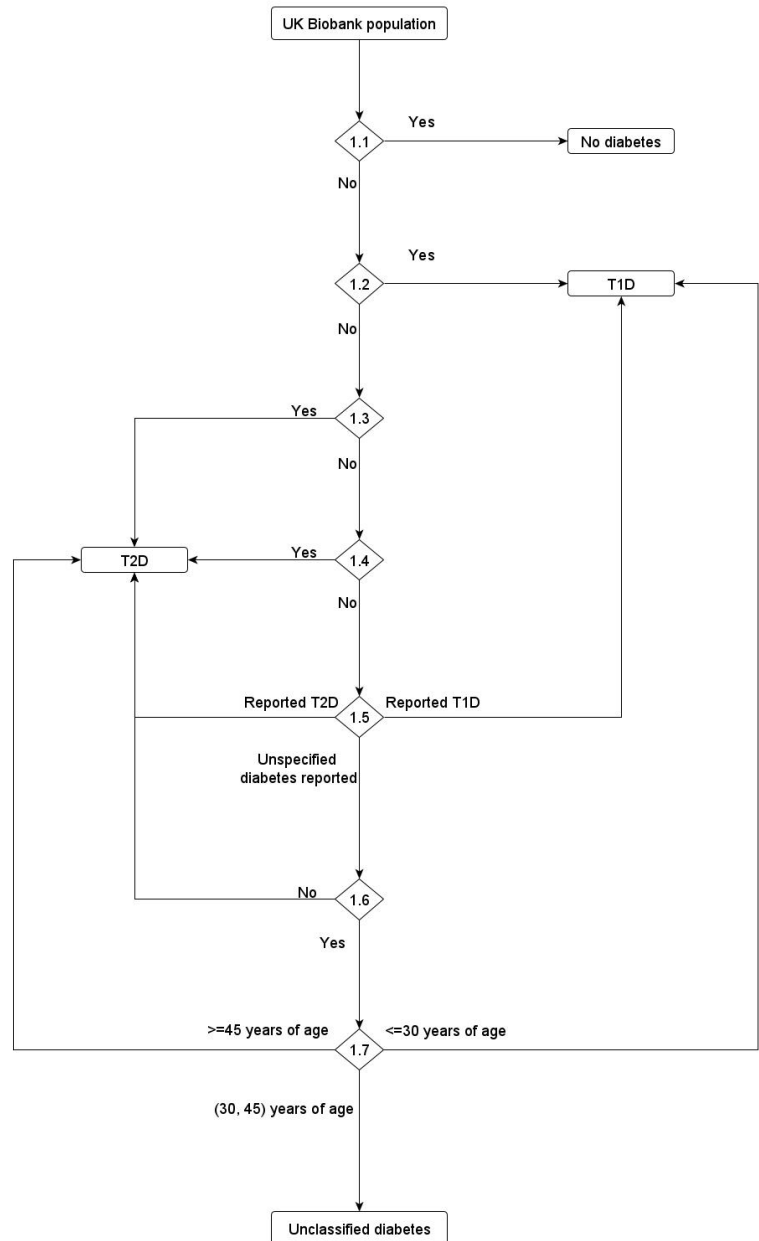 UK Biobank population
Yes
1.1
No diabetes
No
Yes
1.2
T1D
No
Yes
1.3
No
T2D
Yes
1.4
No
Reported T2D
1.5
Reported T1D
Unspecified
diabetes reported
No
1.6
Yes
>=45 years of age
1.7
<=30 years of age
(30, 45) years of age
Unclassified diabetes